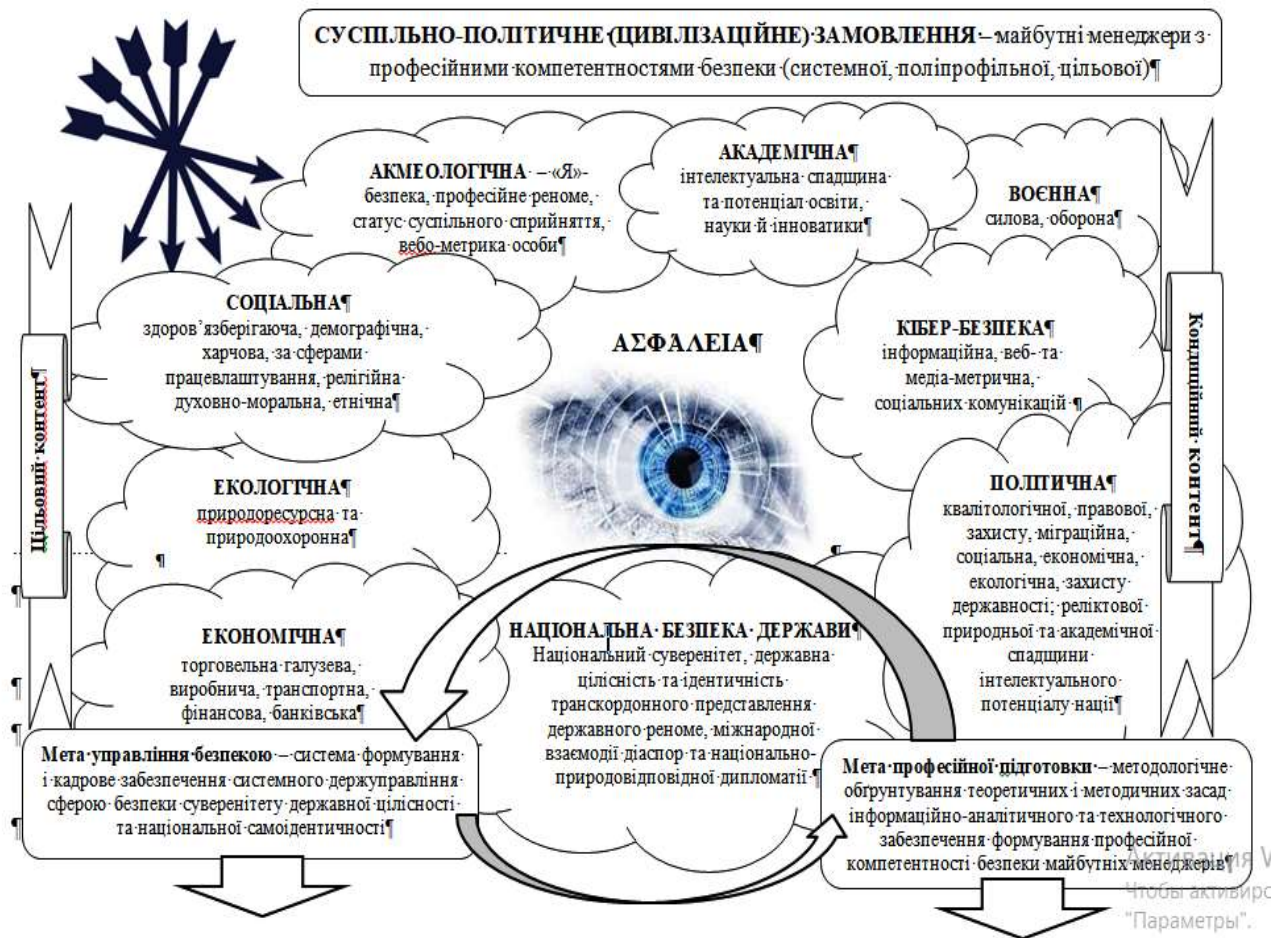 СУСПІЛЬНО-ПОЛІТИЧНЕ (ЦИВІЛІЗАЦІЙНЕ) ЗАМОВЛЕННЯ – майбутні менеджери з
професійними компетентностями безпеки (системної, поліпрофільної, цільової)¶
АКМЕОЛОГІЧНА – «Я»-
безпека, професійне реноме,
статус суспільного сприйняття,
вебо-метрика особи¶
АКАДЕМІЧНА¶
інтелектуальна спадщина
та потенціал освіти,
науки й інноватики¶
ВОЄННА¶
силова, оборона¶
СОЦІАЛЬНА¶
здоров’язберігаюча, демографічна,
харчова, за сферами
працевлаштування, релігійна
духовно-моральна, етнічна¶
ΑΣΦΆΛΕΙΑ¶
КІБЕР-БЕЗПЕКА¶
інформаційна, веб- та
медіа-метрична,
соціальних комунікацій ¶
Цільовий контент¶
Кондиційний контент¶
ЕКОЛОГІЧНА¶
природоресурсна та
природоохоронна¶
ПОЛІТИЧНА¶
квалітологічної, правової,
захисту, міграційна,
соціальна, економічна,
екологічна, захисту
державності; реліктової
природньої та академічної
спадщини
інтелектуального
потенціалу нації¶
ЕКОНОМІЧНА¶
торговельна галузева,
виробнича, транспортна,
фінансова, банківська¶
НАЦІОНАЛЬНА БЕЗПЕКА ДЕРЖАВИ¶
Національний суверенітет, державна
цілісність та ідентичність
транскордонного представлення
державного реноме, міжнародної
взаємодії діаспор та національно-
природовідповідної дипломатії ¶
Мета управління безпекою – система формування
і кадрове забезпечення системного держуправління
сферою безпеки суверенітету державної цілісності
та національної самоідентичності¶
Мета професійної підготовки – методологічне
обґрунтування теоретичних і методичних засад
інформаційно-аналітичного та технологічного
забезпечення формування професійної
компетентності безпеки майбутніх менеджерів¶
Активация W
Чтобы активиро
"Параметры".